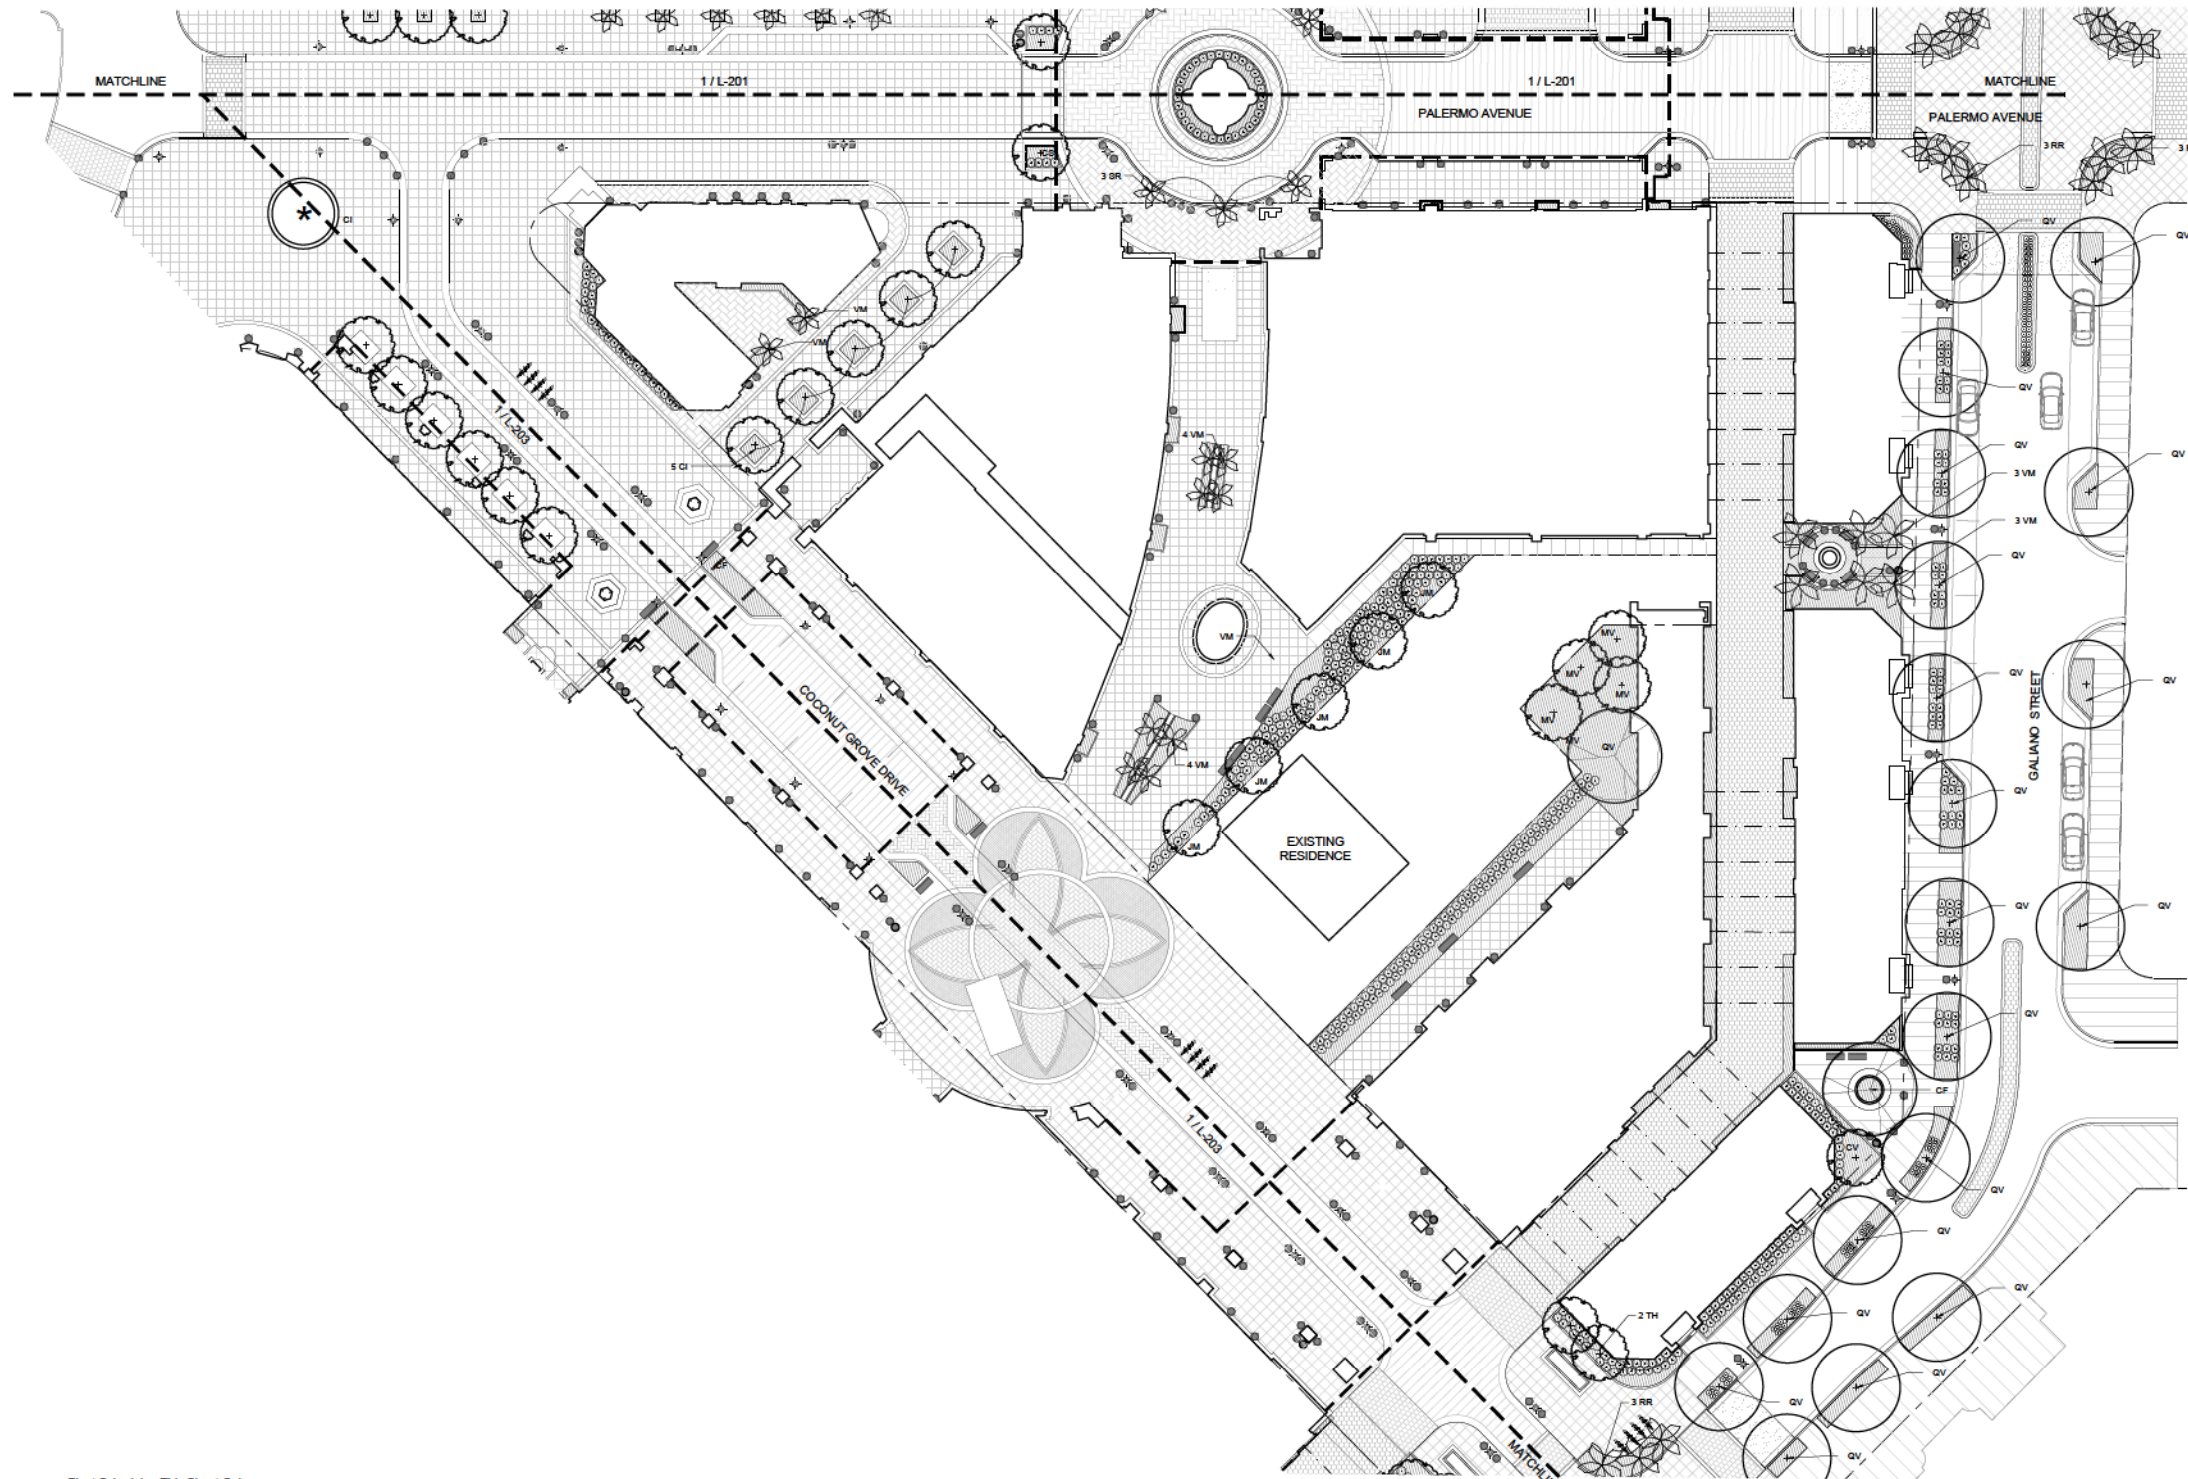 MATCHLINE
1 / L-201
1 / L-201
MATCHLINE
PALERMO AVENUE
PALERMO AVENUE
3 RR
CI
3 SR
QV
QV
VM
VM
QV
4 VM
QV
QV
5 CI
3 VM
1 / L-203
3 VM
QV
CF
JM
MV
VM
JM
MV
QV
MV
QV
JM
MV
GALIANO STREET
COCONUT GROVE DRIVE
MV
QV
4 VM
JM
QV
EXISTING
RESIDENCE
JM
QV
QV
QV
CF
1 / L-203
CV
QV
QV
QV
QV
2 TH
QV
3 RR
QV
QV